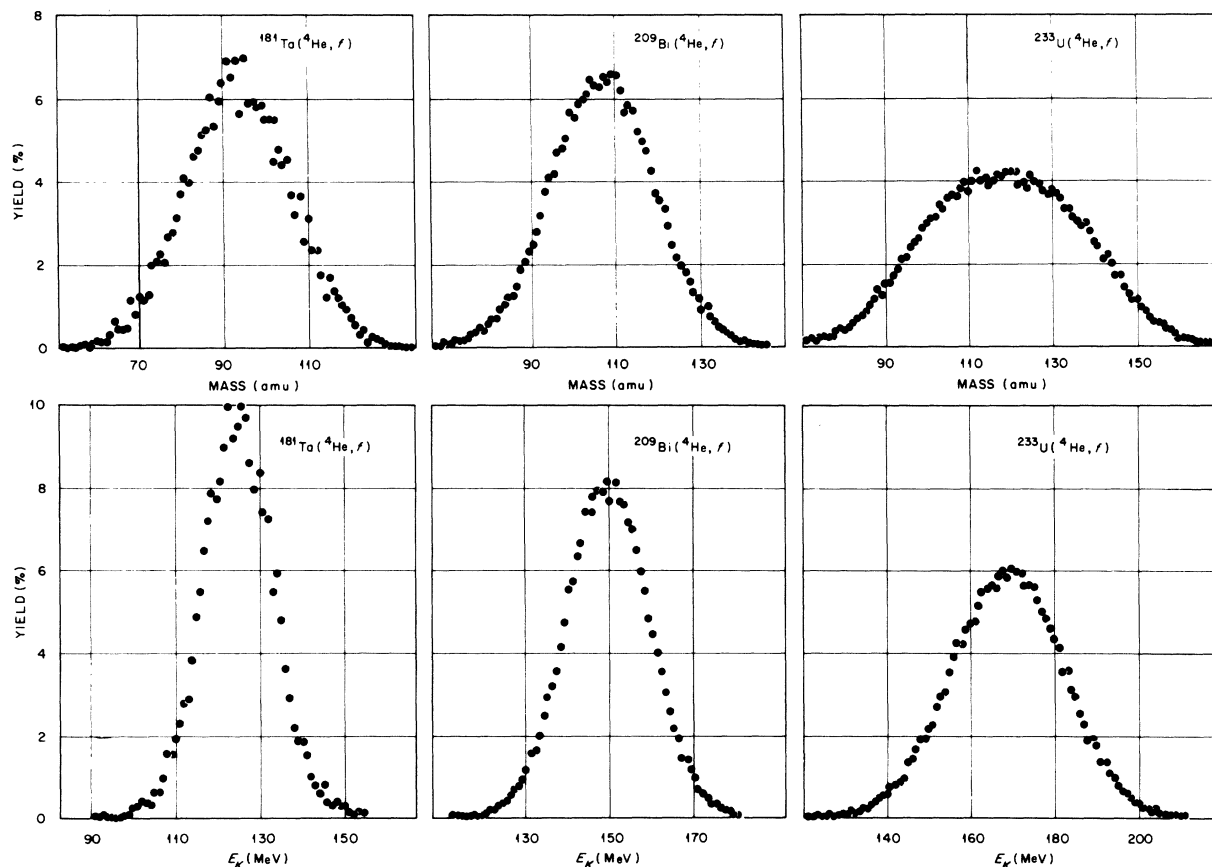 181Ta(4He, f)
209Bi(4He, f)
233U(4He, f)
YIELD (%)
8
6
4
2
0
70 90 110
90 110 130
90 110 130 150
MASS (amu)
MASS (amu)
MASS (amu)
181Ta(4He, f)
209Bi(4He, f)
233U(4He, f)
YIELD (%)
10
8
6
4
2
0
90 110 130 150
130 150 170
140 160 180 200
EK (MeV)
EK (MeV)
EK (MeV)